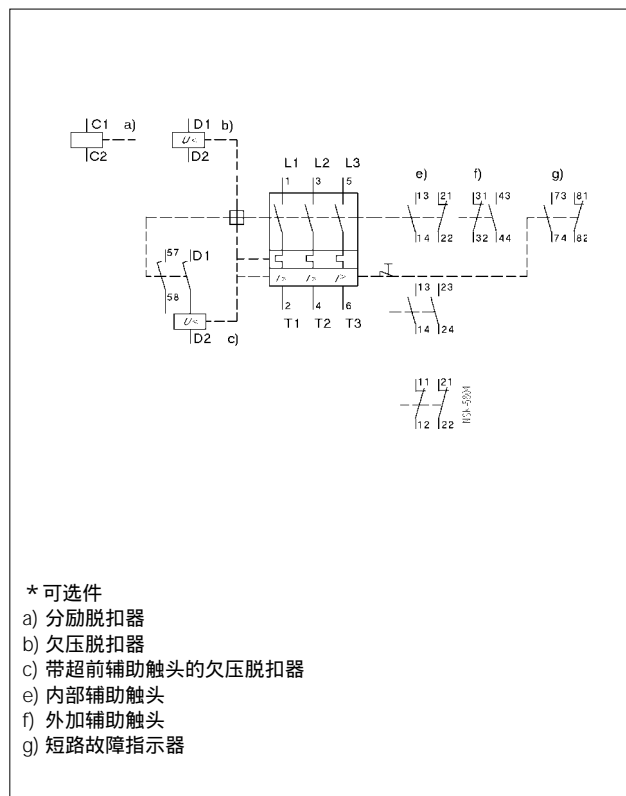 C1 a)
C2
D1 b)
U<
D2
L1 L2 L3
1 3 5
e) f) g)
13 21 31 43 73 81
14 22 32 44 74 82
57 D1
58
U<
D2 c)
I> I> I>
2 4 6
T1 T2 T3
13 23
14 24
11 21
12 22
*可选件
a) 分励脱扣器
b) 欠压脱扣器
c) 带超前辅助触头的欠压脱扣器
e) 内部辅助触头
f) 外加辅助触头
g) 短路故障指示器